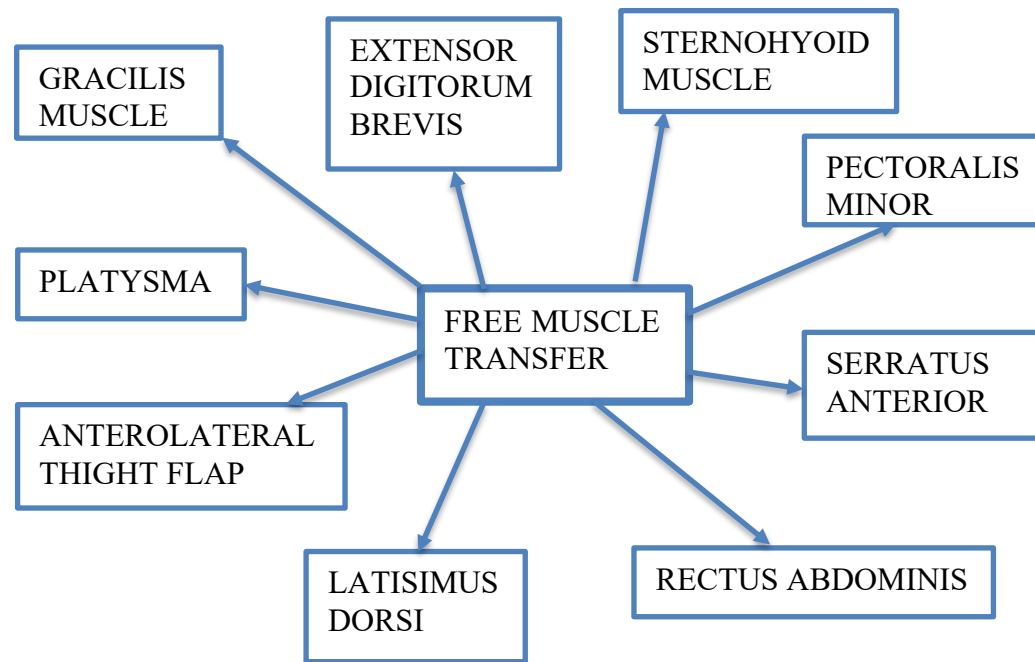 GRACILIS
MUSCLE
EXTENSOR
DIGITORUM
BREVIS
STERNOHYOID
MUSCLE
PECTORALIS
MINOR
PLATYSMA
FREE MUSCLE
TRANSFER
SERRATUS
ANTERIOR
ANTEROLATERAL
THIGHT FLAP
LATISIMUS
DORSI
RECTUS ABDOMINIS